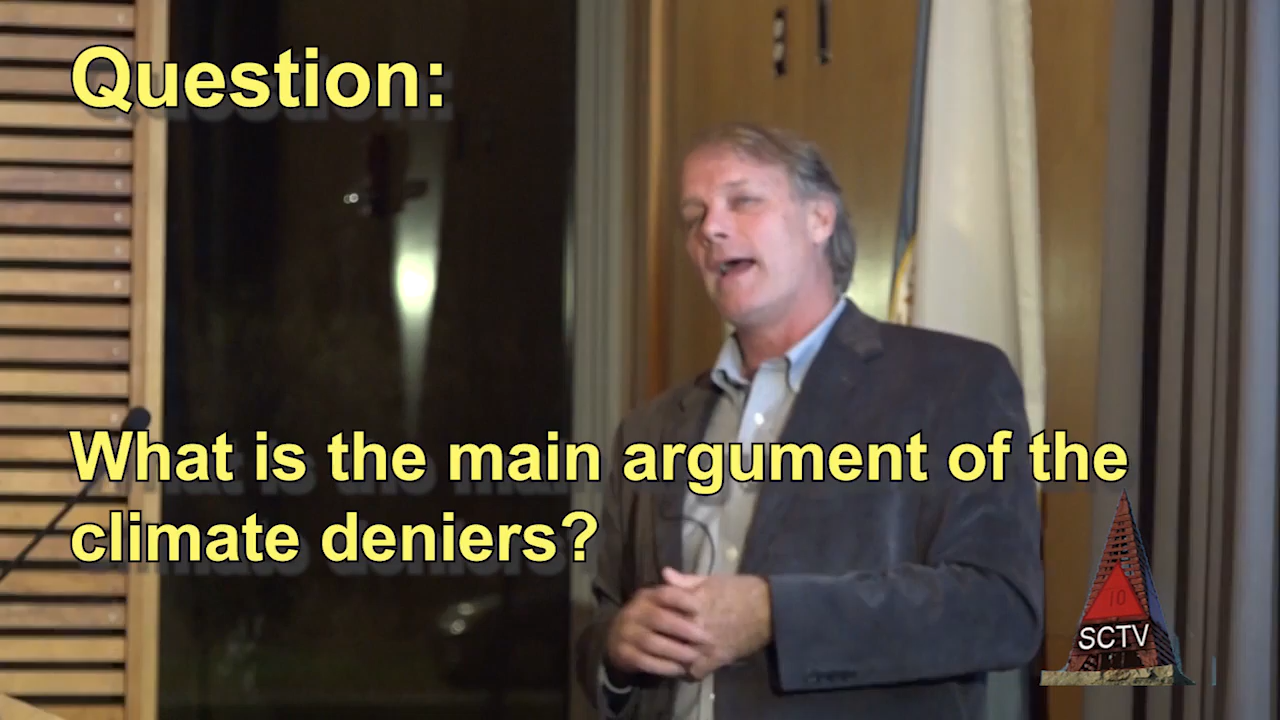 Question:
What is the main argument of the
climate deniers?
10
SCTV